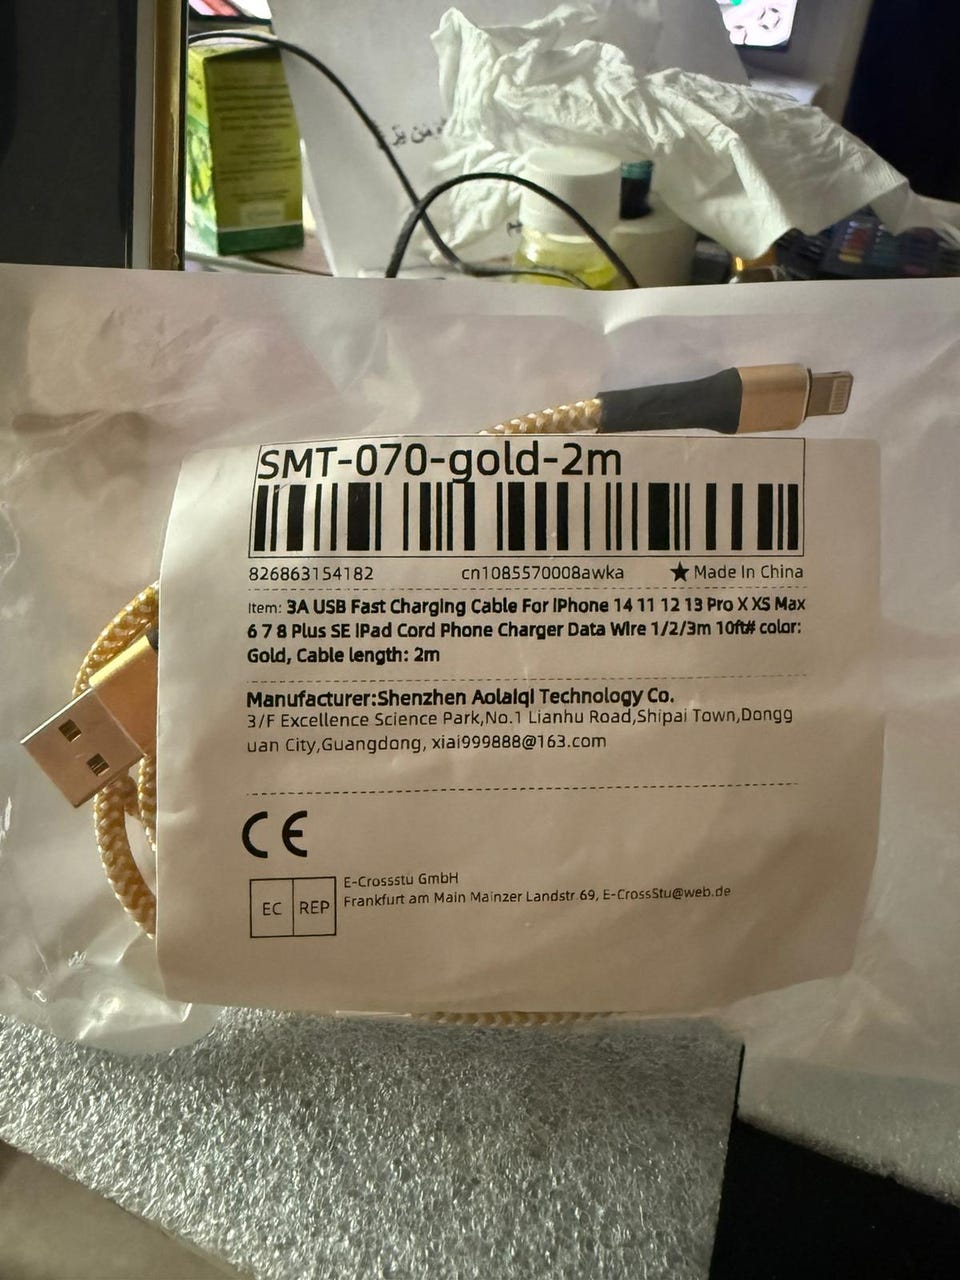 SMT-070-gold-2m
826863154182 cn1085570008awka ★ Made In China
Item: 3A USB Fast Charging Cable For iPhone 14 11 12 13 Pro X XS Max
6 7 8 Plus SE iPad Cord Phone Charger Data Wire 1/2/3m 10ft# color:
Gold, Cable length: 2m
Manufacturer:Shenzhen Aolaiqi Technology Co.
3/F Excellence Science Park,No.1 Lianhu Road,Shipai Town,Dongg
uan City,Guangdong, xiai999888@163.com
CE
EC REP
E-Crossstu GmbH
Frankfurt am Main Mainzer Landstr 69, E-CrossStu@web.de